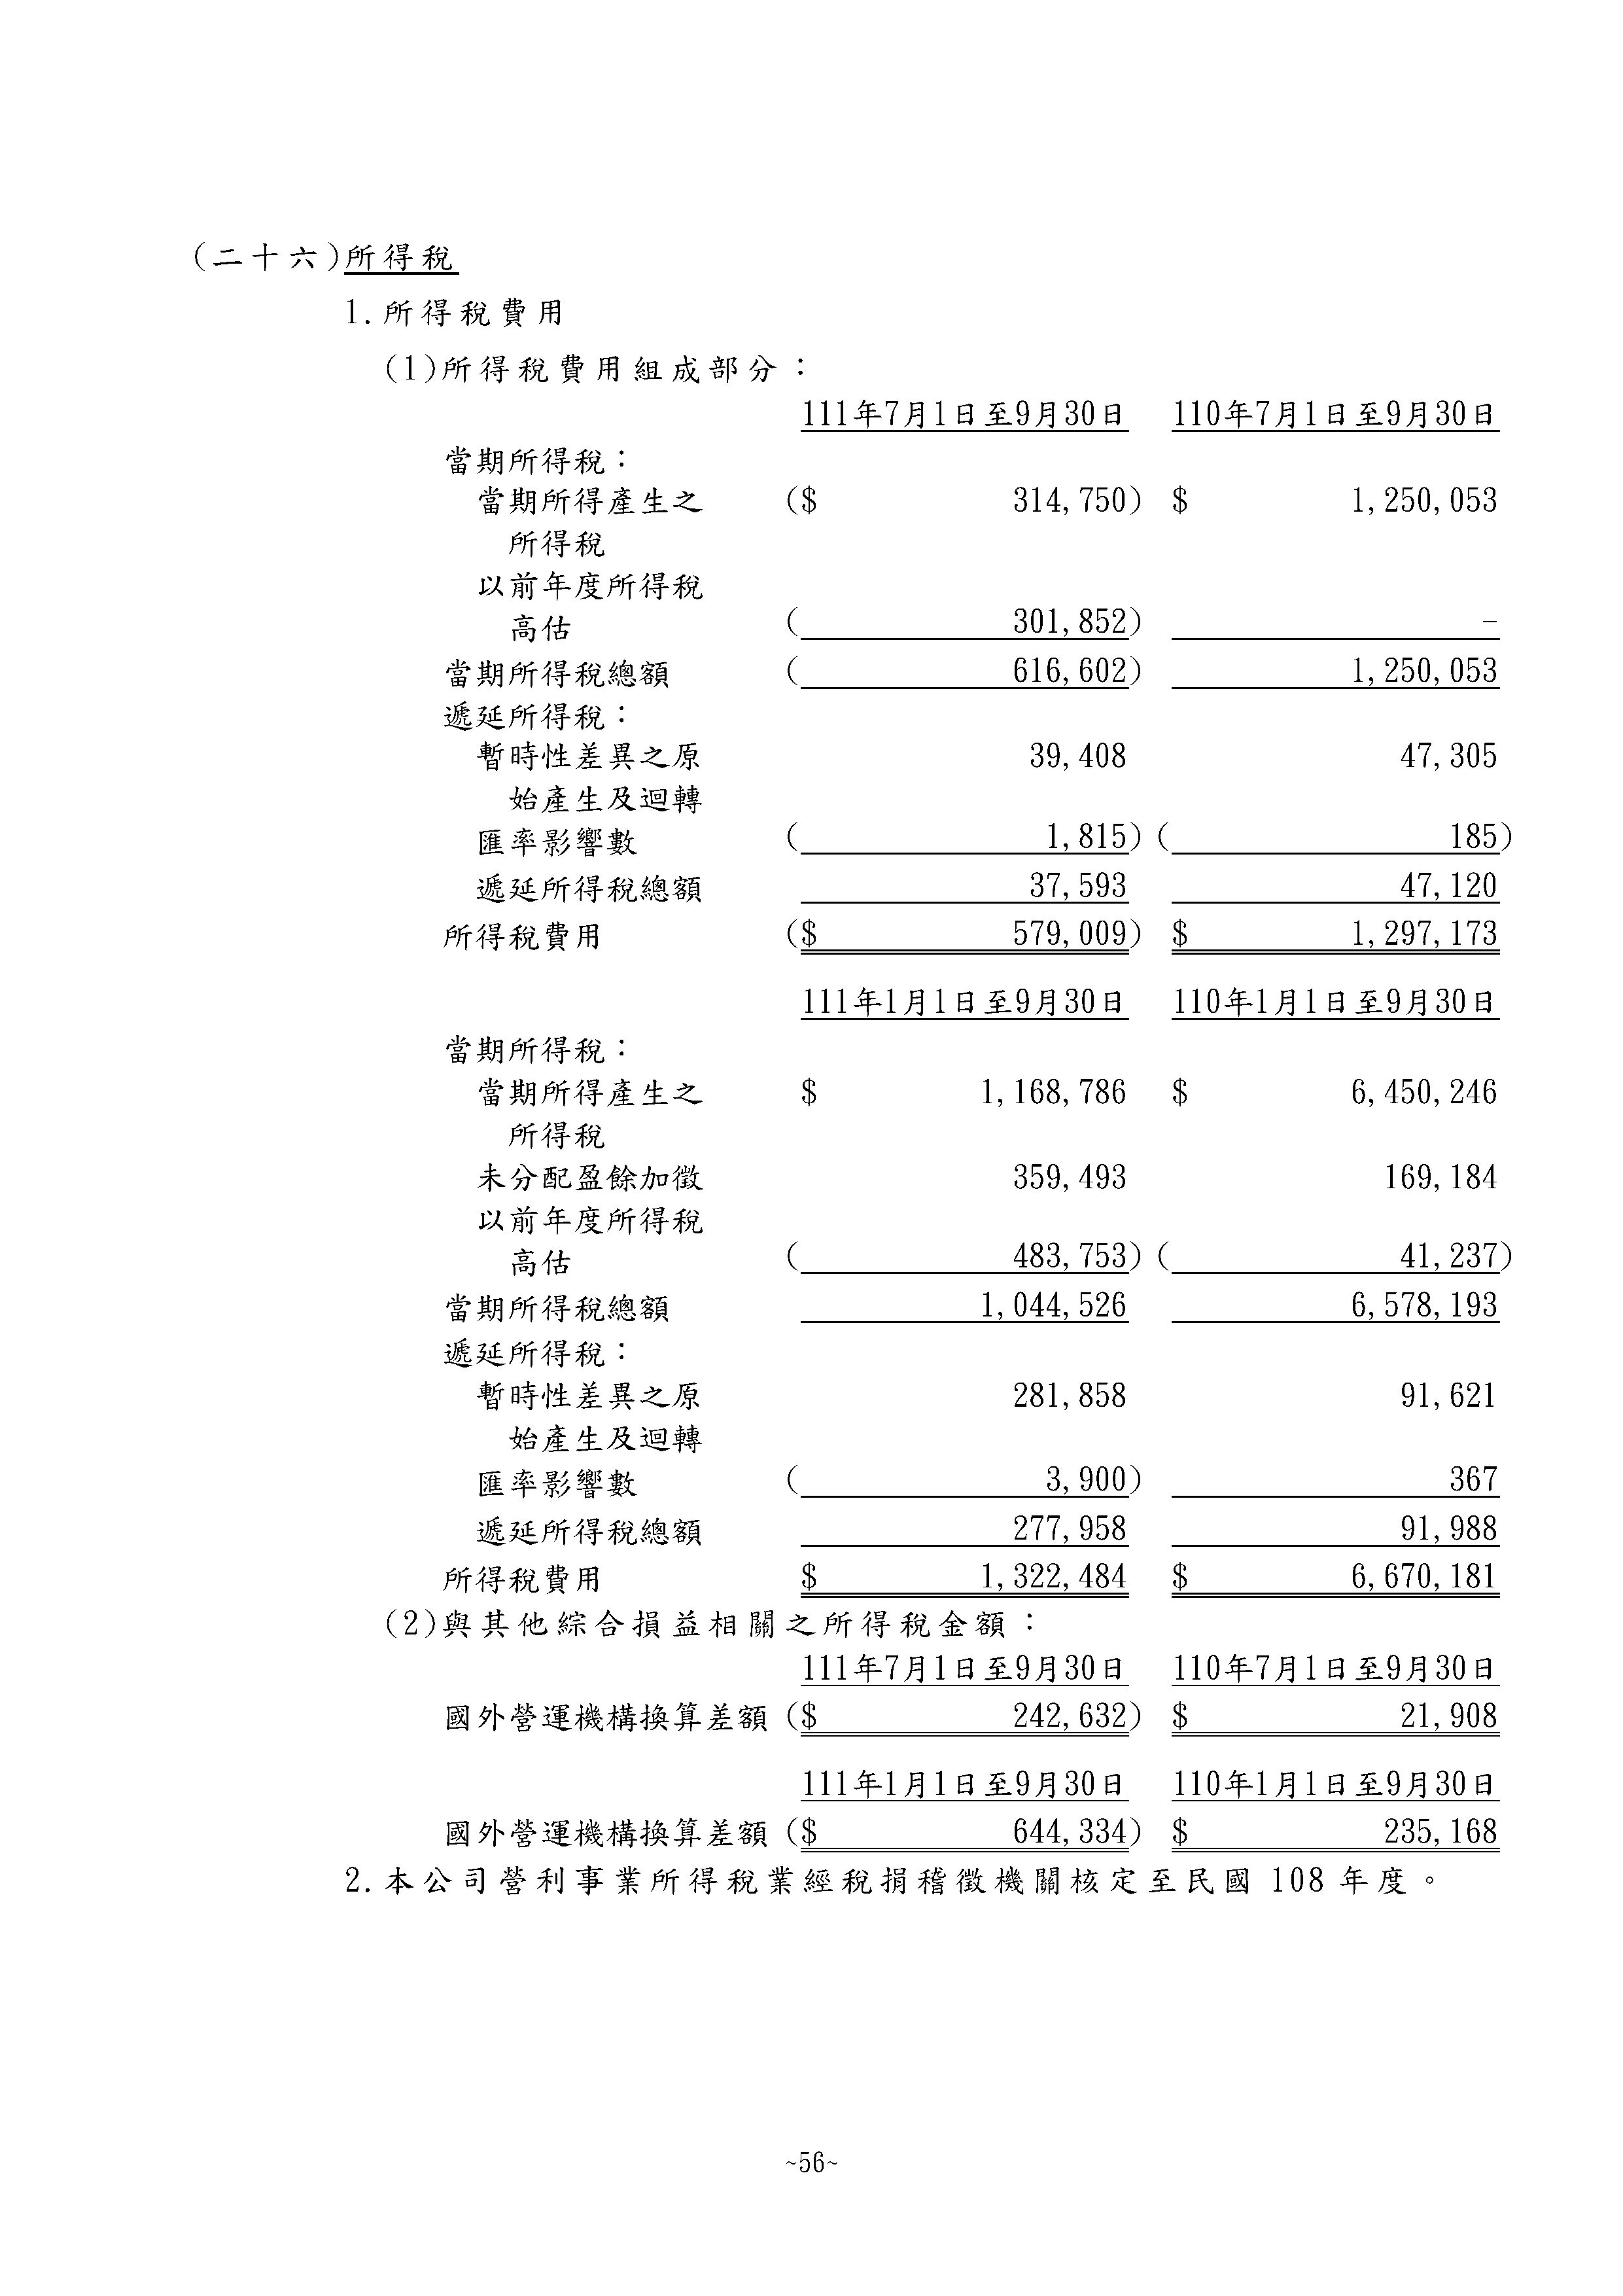 (二十六)所得稅
1.所得稅費用
(1)所得稅費用組成部分：
111年7月1日至9月30日 110年7月1日至9月30日
當期所得稅：
當期所得產生之 ($ 314,750) $ 1,250,053
所得稅
以前年度所得稅
高估 ( 301,852) -
當期所得稅總額 ( 616,602) 1,250,053
遞延所得稅：
暫時性差異之原 39,408 47,305
始產生及迴轉
匯率影響數 ( 1,815) ( 185)
遞延所得稅總額 37,593 47,120
所得稅費用 ($ 579,009) $ 1,297,173
111年1月1日至9月30日 110年1月1日至9月30日
當期所得稅：
當期所得產生之 $ 1,168,786 $ 6,450,246
所得稅
未分配盈餘加徵 359,493 169,184
以前年度所得稅
高估 ( 483,753) ( 41,237)
當期所得稅總額 1,044,526 6,578,193
遞延所得稅：
暫時性差異之原 281,858 91,621
始產生及迴轉
匯率影響數 ( 3,900) 367
遞延所得稅總額 277,958 91,988
所得稅費用 $ 1,322,484 $ 6,670,181
(2)與其他綜合損益相關之所得稅金額：
111年7月1日至9月30日 110年7月1日至9月30日
國外營運機構換算差額 ($ 242,632) $ 21,908
111年1月1日至9月30日 110年1月1日至9月30日
國外營運機構換算差額 ($ 644,334) $ 235,168
2.本公司營利事業所得稅業經稅捐稽徵機關核定至民國 108 年度。
~56~